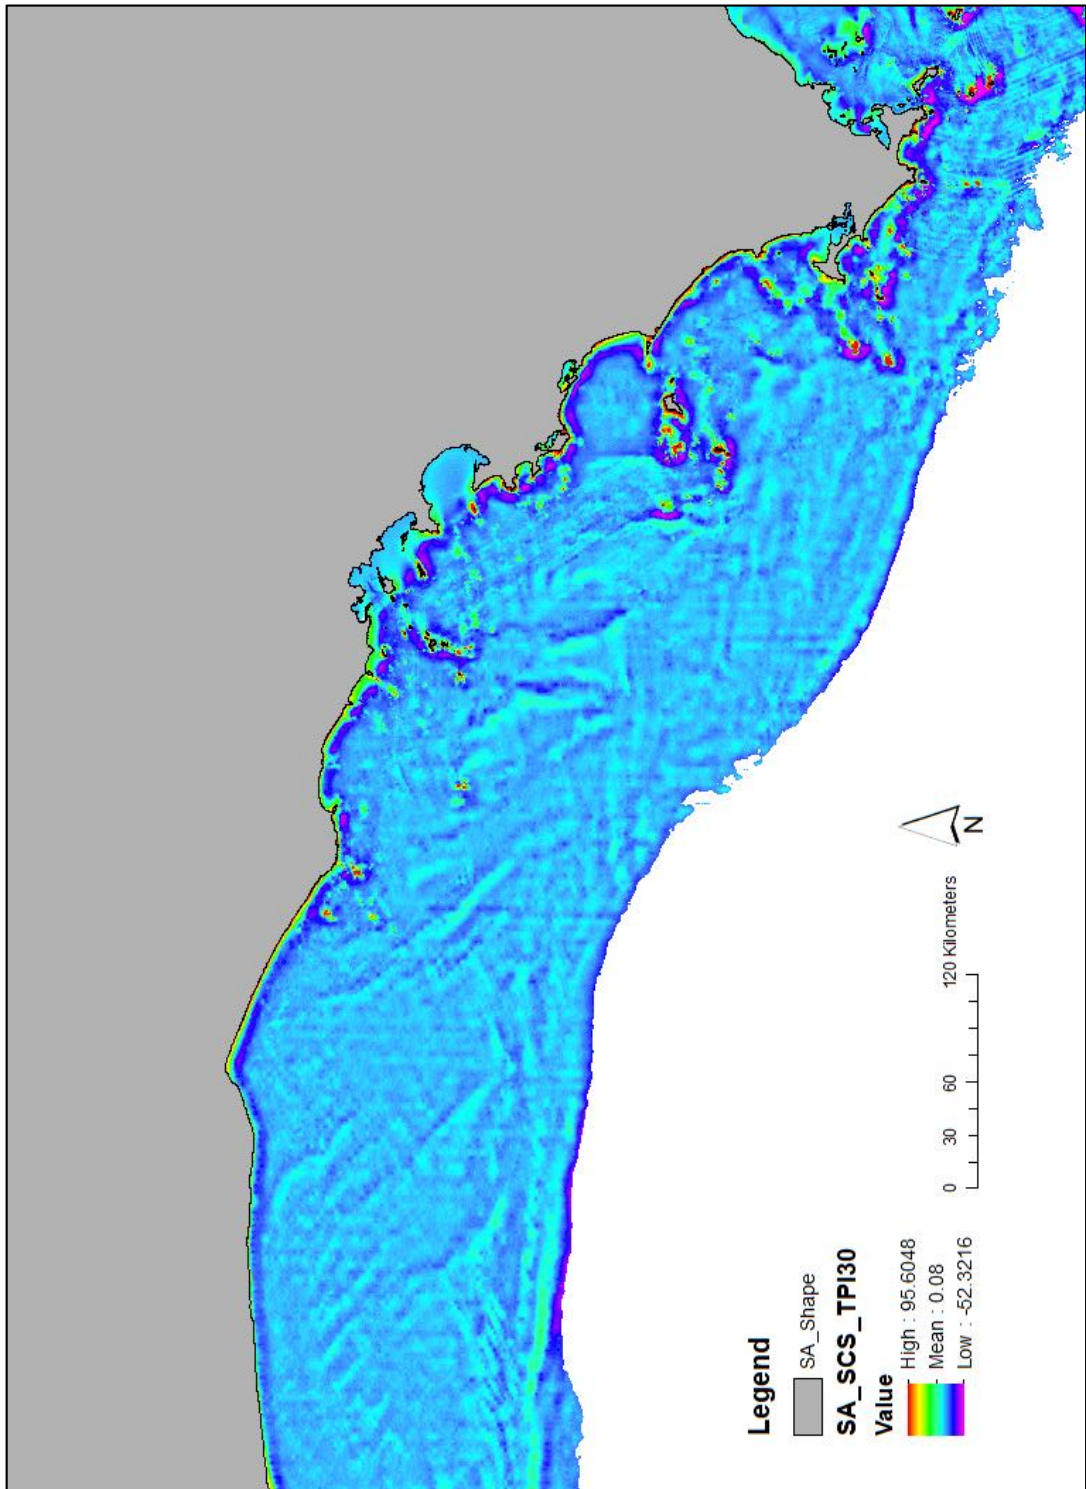 Legend
SA_Shape
SA_SCS_TPI30
Value
High : 95.6048
Mean : 0.08
Low : -52.3216
0 30 60 120 Kilometers
N